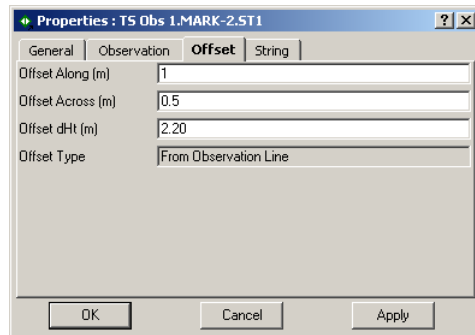 Properties : TS Obs 1.MARK-2.ST1
General Observation Offset String
Offset Along (m) 1
Offset Across (m) 0.5
Offset dHt (m) 2.20
Offset Type From Observation Line
OK Cancel Apply